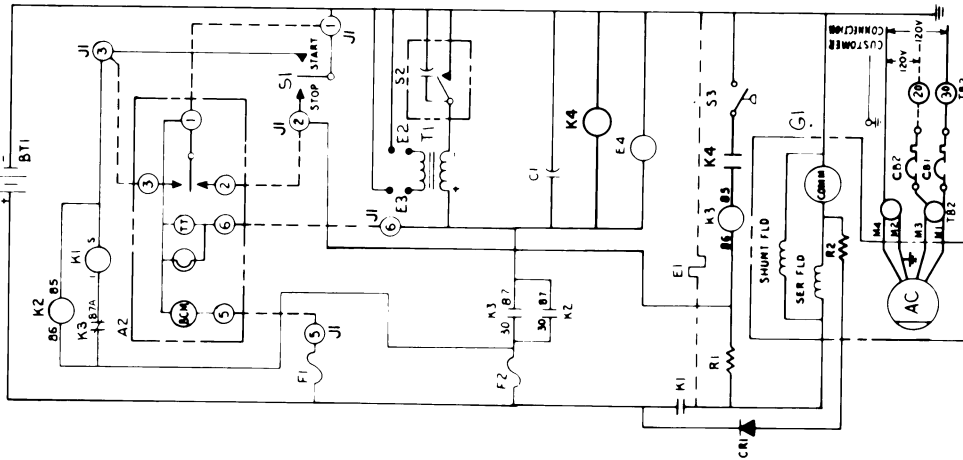 BT1
+
-
J1
3
1
J1
START
S1
STOP
J1
2
K2
86
85
K1
S
I
K3
87A
A2
3
1
2
TT
6
BCM
5
5
J1
F1
J1
6
E2
E3
T1
+
S2
C1
K4
E4
K3
30
87
30
87
K2
F2
S3
K4
K3
85
86
E1
R1
K1
CR1
SHUNT FLD
SER FLD
G1
COMM
R2
CUSTOMER
CONNECTION
120V
120V
20
30
TB2
CB2
CB1
TB2
M4
M2
M3
M1
AC